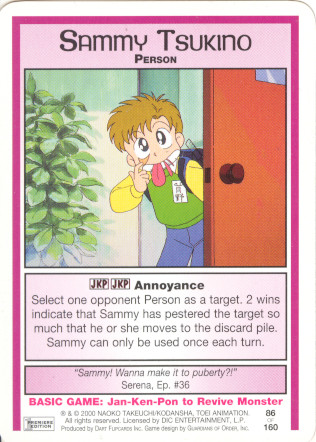 Sammy Tsukino
Person
JKP JKP Annoyance
Select one opponent Person as a target. 2 wins
indicate that Sammy has pestered the target so
much that he or she moves to the discard pile.
Sammy can only be used once each turn.
"Sammy! Wanna make it to puberty?!"
Serena, Ep. #36
BASIC GAME: Jan-Ken-Pon to Revive Monster
PREMIERE
EDITION
® & © 2000 NAOKO TAKEUCHI/KODANSHA, TOEI ANIMATION.
All rights reserved. Licensed by DIC ENTERTAINMENT, L.P.
Produced by Dart Flipcards Inc. Game design by Guardians of Order, Inc.
86
OF
160